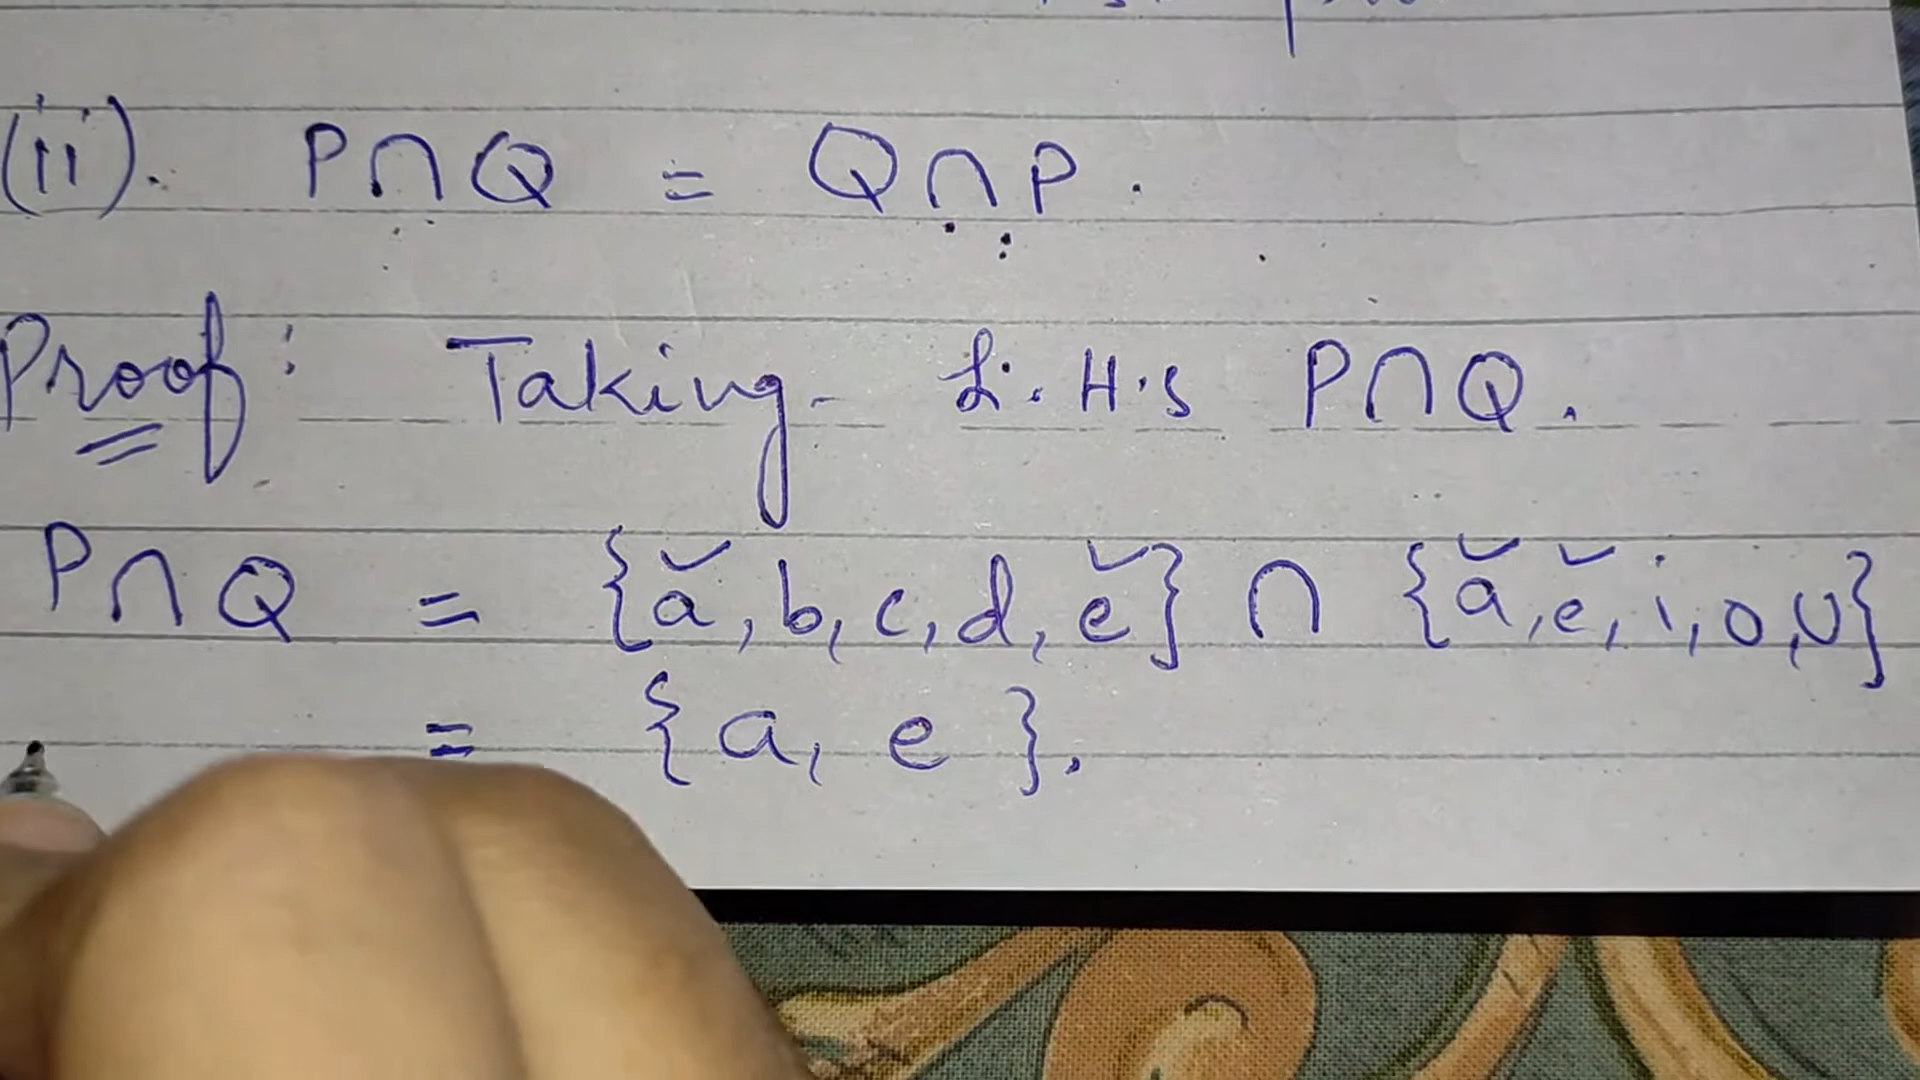 (ii). P∩Q = Q∩P.
Proof: Taking L.H.S P∩Q.
P∩Q = {a, b, c, d, e} ∩ {a, e, i, o, u}
= {a, e}.